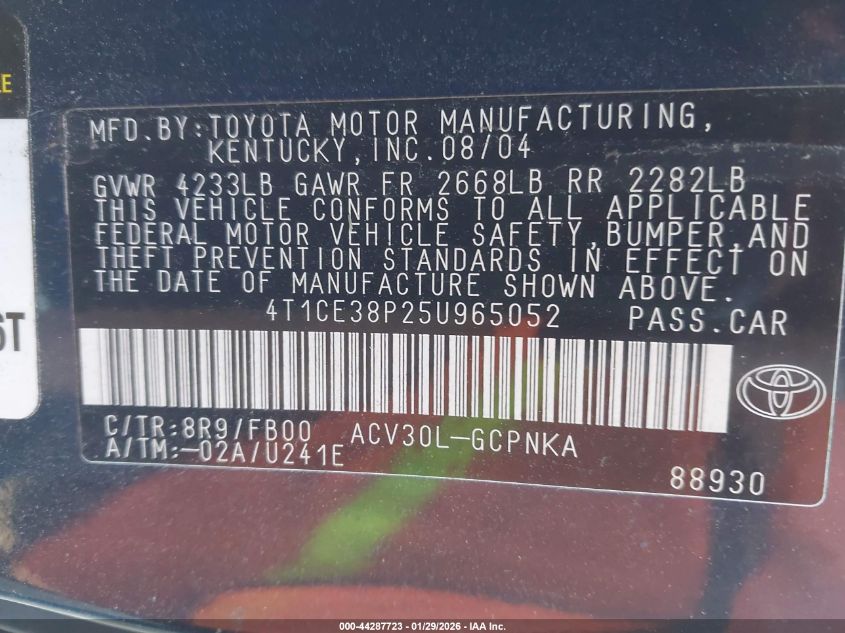 LE
MFD.BY:TOYOTA MOTOR MANUFACTURING,
KENTUCKY,INC.08/04
GVWR 4233LB GAWR FR 2668LB RR 2282LB
THIS VEHICLE CONFORMS TO ALL APPLICABLE
FEDERAL MOTOR VEHICLE SAFETY,BUMPER,AND
THEFT PREVENTION STANDARDS IN EFFECT ON
THE DATE OF MANUFACTURE SHOWN ABOVE.
4T1CE38P25U965052 PASS.CAR
ST
C/TR:8R9/FB00 ACV30L-GCPNKA
A/TM:-02A/U241E
88930
000-44287723 - 01/29/2026 - IAA Inc.